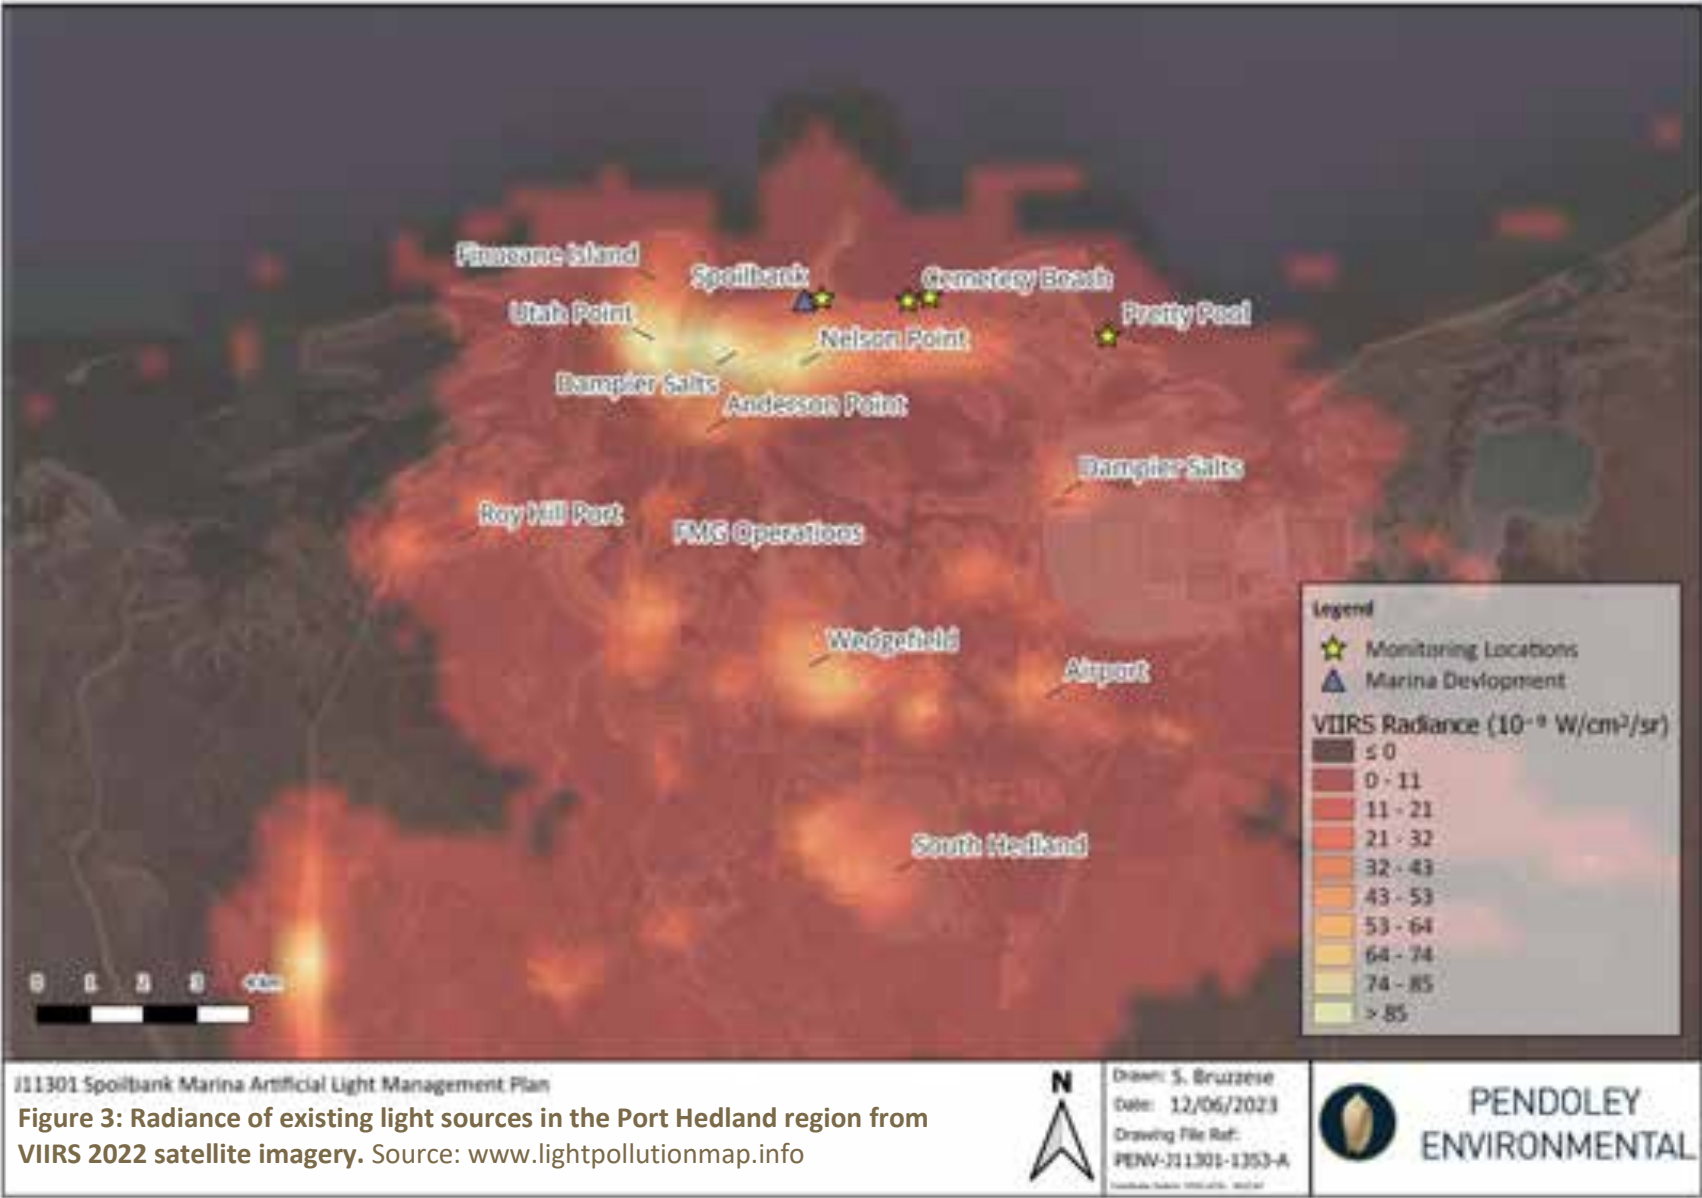 Finucane Island
Spoilbank
Cemetery Beach
Utah Point
Pretty Pool
Nelson Point
Dampier Salts
Anderson Point
Dampier Salts
Roy Hill Port
FMG Operations
Wedgefield
Airport
South Hedland
Legend
Monitoring Locations
Marina Devlopment
VIIRS Radiance (10⁻⁹ W/cm²/sr)
≤ 0
0 - 11
11 - 21
21 - 32
32 - 43
43 - 53
53 - 64
64 - 74
74 - 85
> 85
0 1 2 3 4 km
J11301 Spoilbank Marina Artificial Light Management Plan
Figure 3: Radiance of existing light sources in the Port Hedland region from
VIIRS 2022 satellite imagery. Source: www.lightpollutionmap.info
N
Drawn: S. Bruzzese
Date: 12/06/2023
Drawing File Ref:
PENV-J11301-1353-A
PENDOLEY
ENVIRONMENTAL